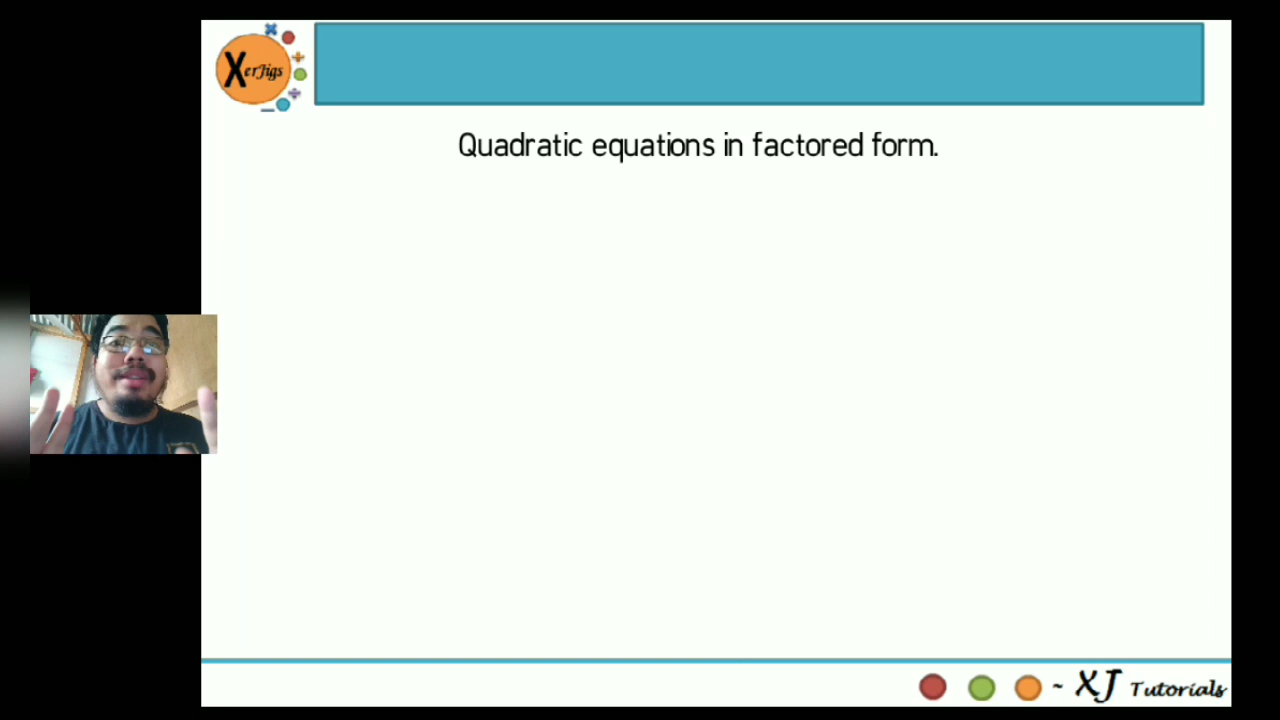 XerJigs
Quadratic equations in factored form.
~ XJ Tutorials